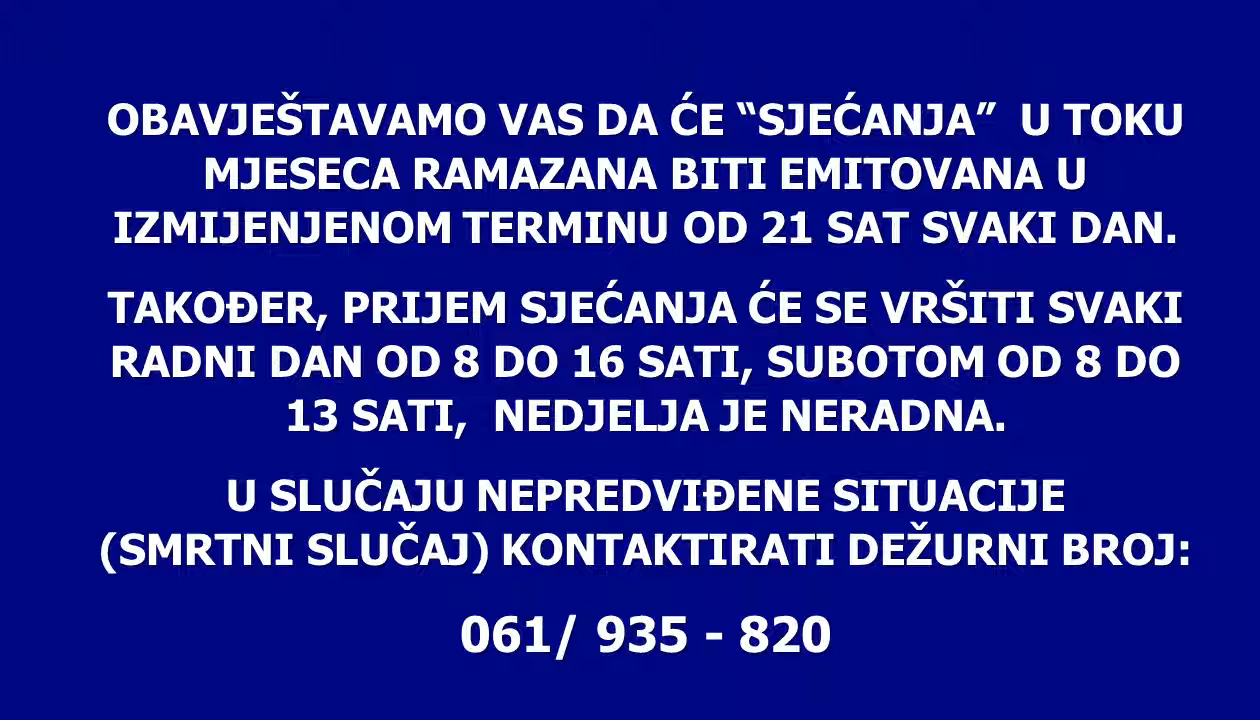 OBAVJEŠTAVAMO VAS DA ĆE “SJEĆANJA”  U TOKU
MJESECA RAMAZANA BITI EMITOVANA U
IZMIJENJENOM TERMINU OD 21 SAT SVAKI DAN.
TAKOĐER, PRIJEM SJEĆANJA ĆE SE VRŠITI SVAKI
RADNI DAN OD 8 DO 16 SATI, SUBOTOM OD 8 DO
13 SATI,  NEDJELJA JE NERADNA.
U SLUČAJU NEPREDVIĐENE SITUACIJE
(SMRTNI SLUČAJ) KONTAKTIRATI DEŽURNI BROJ:
061/ 935 - 820